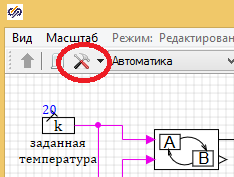 Вид Масштаб Режим: Редактирован
Автоматика
20
k
заданная
температура
A
B